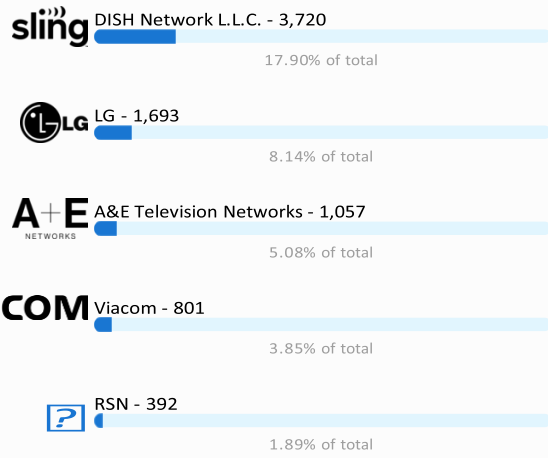 sling
DISH Network L.L.C. - 3,720
17.90% of total
LG
LG - 1,693
8.14% of total
A+E
NETWORKS
A&E Television Networks - 1,057
5.08% of total
COM
Viacom - 801
3.85% of total
?
RSN - 392
1.89% of total